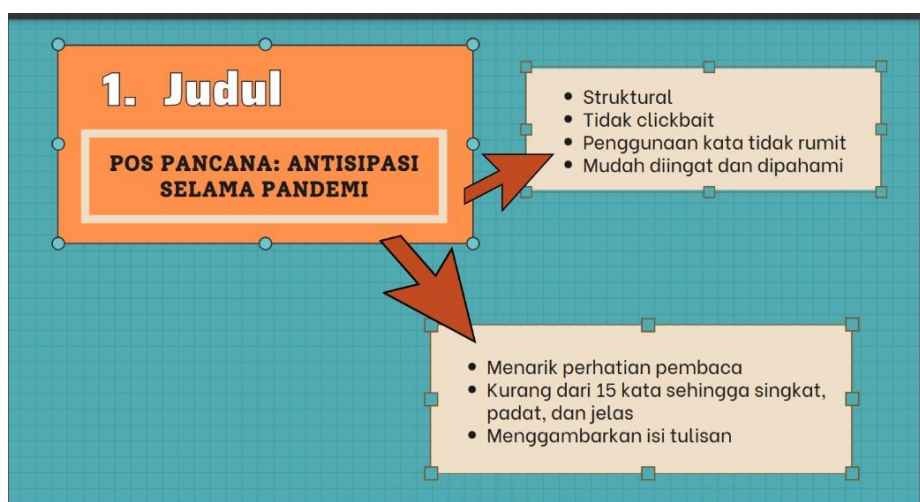 1. Judul
POS PANCANA: ANTISIPASI
SELAMA PANDEMI
• Struktural
• Tidak clickbait
• Penggunaan kata tidak rumit
• Mudah diingat dan dipahami
• Menarik perhatian pembaca
• Kurang dari 15 kata sehingga singkat,
padat, dan jelas
• Menggambarkan isi tulisan